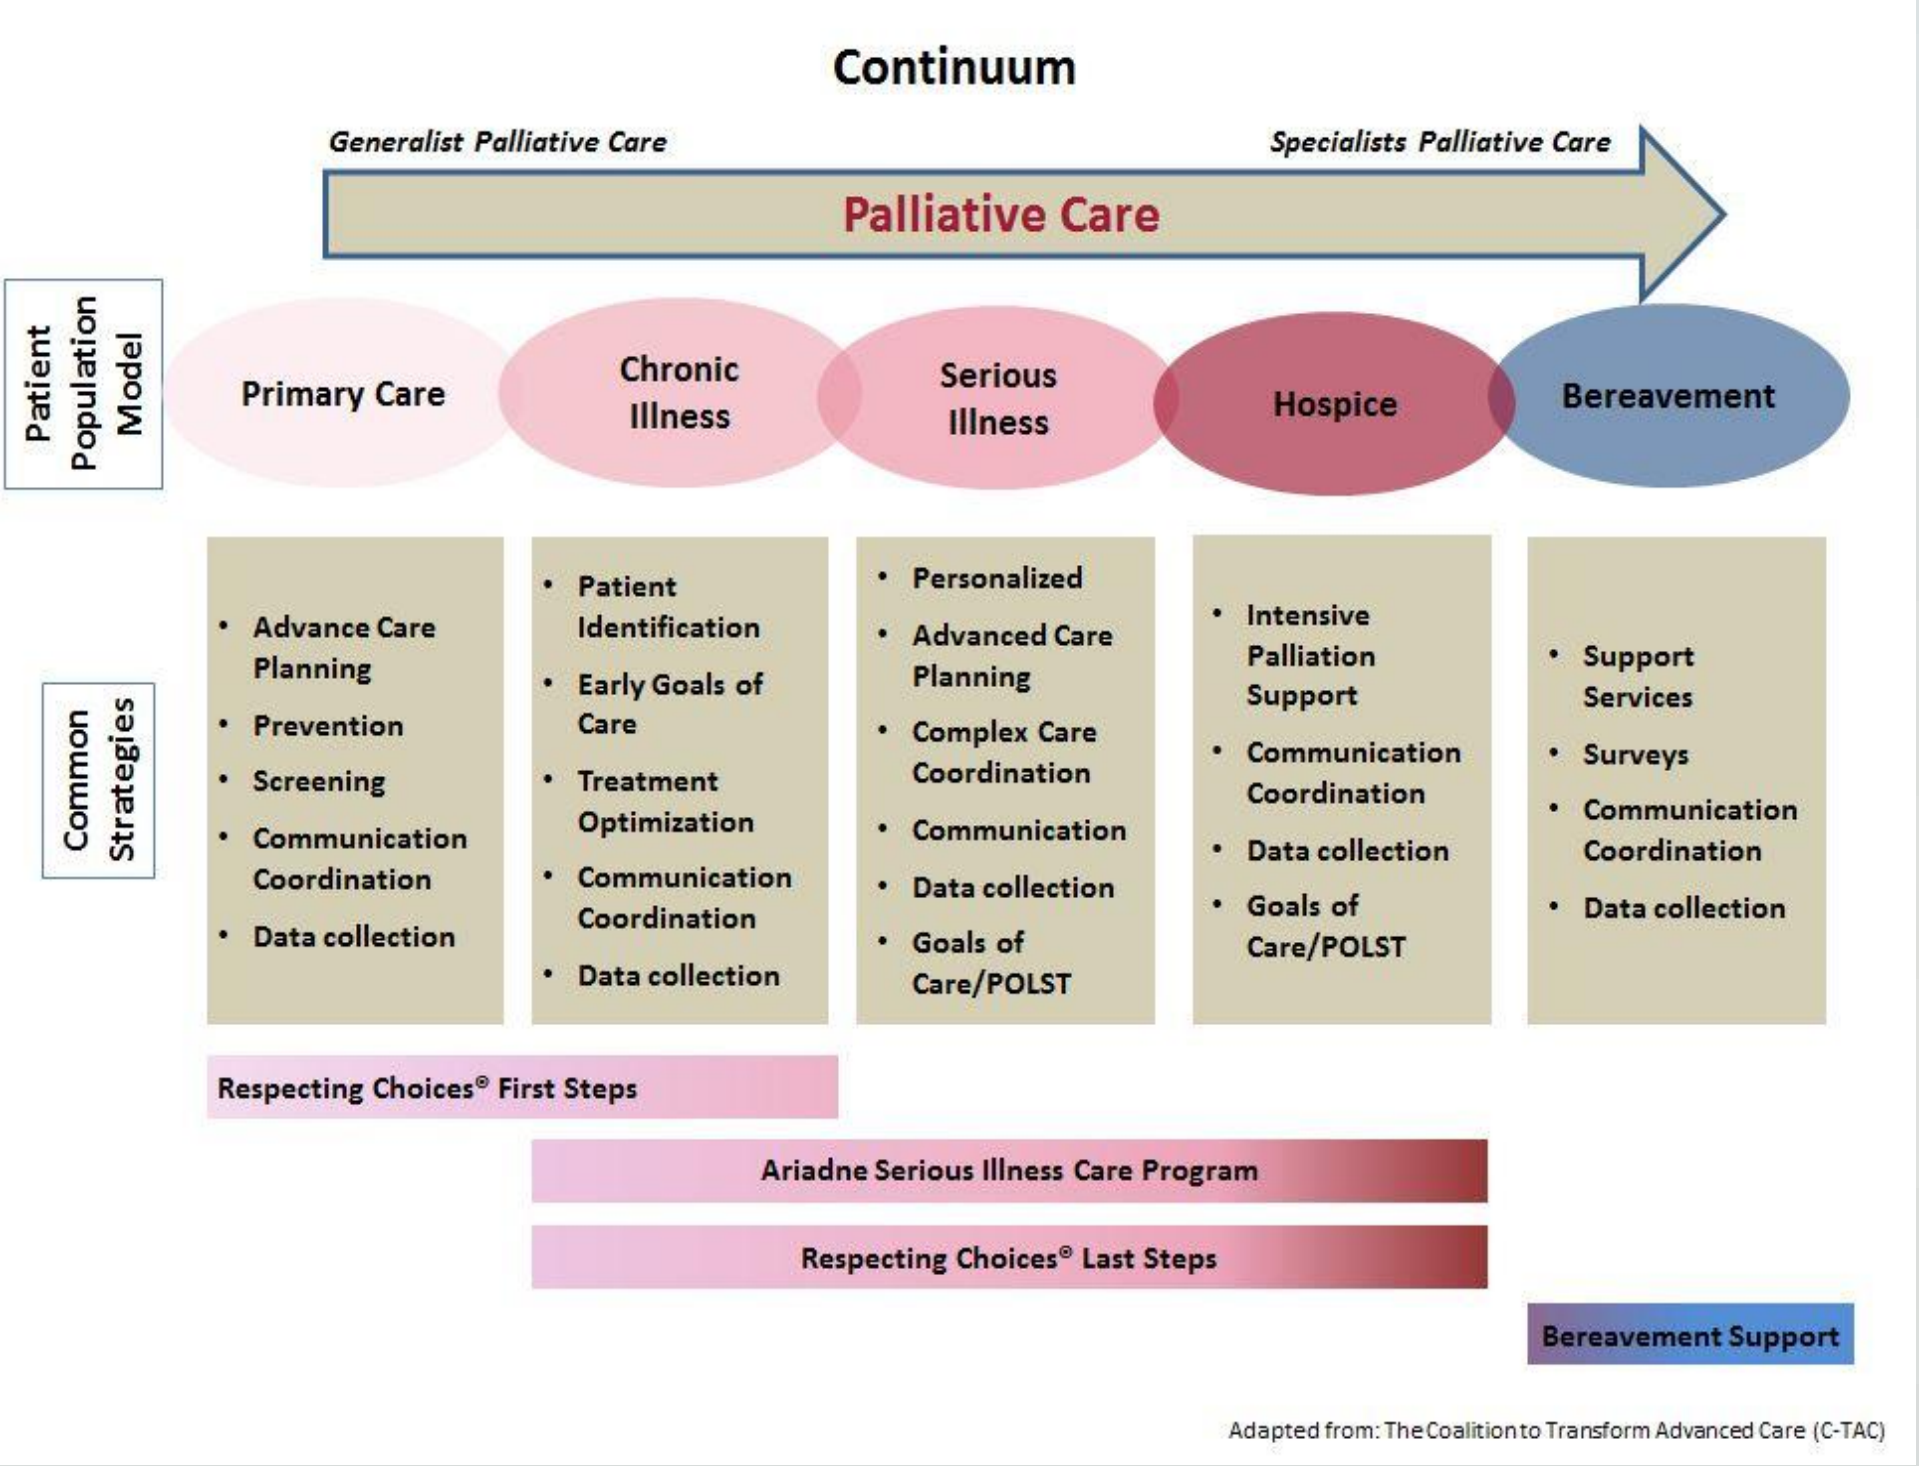 Continuum
Generalist Palliative Care
Specialists Palliative Care
Palliative Care
Patient
Population
Model
Primary Care
Chronic
Illness
Serious
Illness
Hospice
Bereavement
Common
Strategies
• Advance Care
Planning
• Prevention
• Screening
• Communication
Coordination
• Data collection
• Patient
Identification
• Early Goals of
Care
• Treatment
Optimization
• Communication
Coordination
• Data collection
• Personalized
• Advanced Care
Planning
• Complex Care
Coordination
• Communication
• Data collection
• Goals of
Care/POLST
• Intensive
Palliation
Support
• Communication
Coordination
• Data collection
• Goals of
Care/POLST
• Support
Services
• Surveys
• Communication
Coordination
• Data collection
Respecting Choices® First Steps
Ariadne Serious Illness Care Program
Respecting Choices® Last Steps
Bereavement Support
Adapted from: The Coalition to Transform Advanced Care (C-TAC)